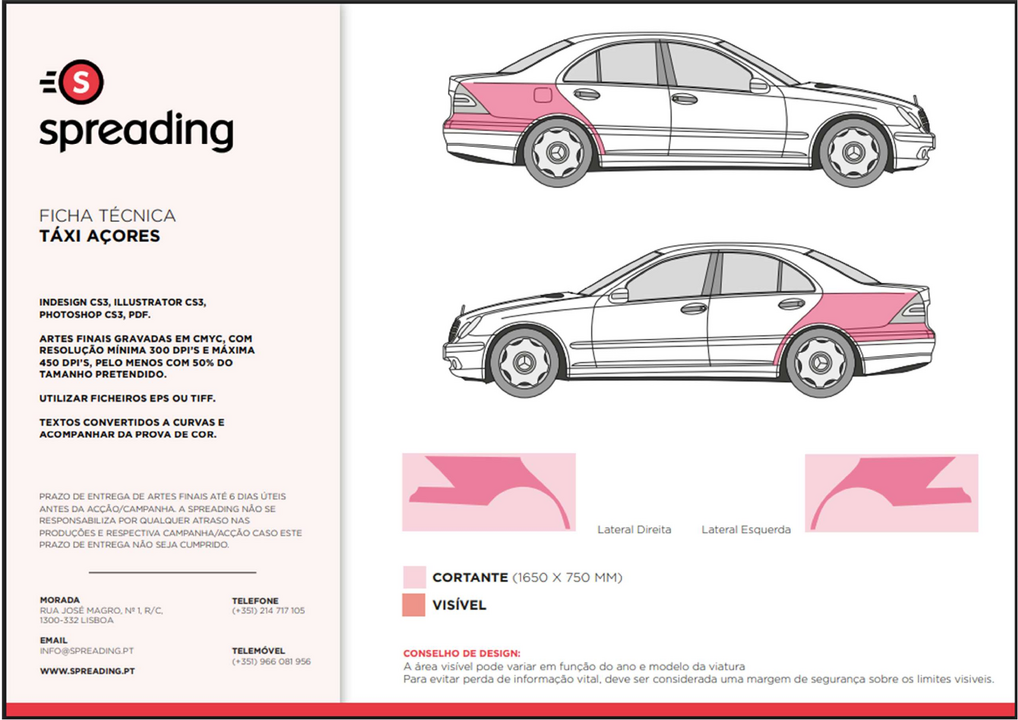 S
spreading
FICHA TÉCNICA
TÁXI AÇORES
INDESIGN CS3, ILLUSTRATOR CS3,
PHOTOSHOP CS3, PDF.
ARTES FINAIS GRAVADAS EM CMYC, COM
RESOLUÇÃO MÍNIMA 300 DPI'S E MÁXIMA
450 DPI'S, PELO MENOS COM 50% DO
TAMANHO PRETENDIDO.
UTILIZAR FICHEIROS EPS OU TIFF.
TEXTOS CONVERTIDOS A CURVAS E
ACOMPANHAR DA PROVA DE COR.
PRAZO DE ENTREGA DE ARTES FINAIS ATÉ 6 DIAS ÚTEIS
ANTES DA ACÇÃO/CAMPANHA. A SPREADING NÃO SE
RESPONSABILIZA POR QUALQUER ATRASO NAS
PRODUÇÕES E RESPECTIVA CAMPANHA/ACÇÃO CASO ESTE
PRAZO DE ENTREGA NÃO SEJA CUMPRIDO.
MORADA
RUA JOSÉ MAGRO, Nº 1, R/C,
1300-332 LISBOA
EMAIL
INFO@SPREADING.PT
WWW.SPREADING.PT
TELEFONE
(+351) 214 717 105
TELEMÓVEL
(+351) 966 081 956
Lateral Direita
Lateral Esquerda
CORTANTE (1650 X 750 MM)
VISÍVEL
CONSELHO DE DESIGN:
A área visível pode variar em função do ano e modelo da viatura
Para evitar perda de informação vital, deve ser considerada uma margem de segurança sobre os limites visiveis.